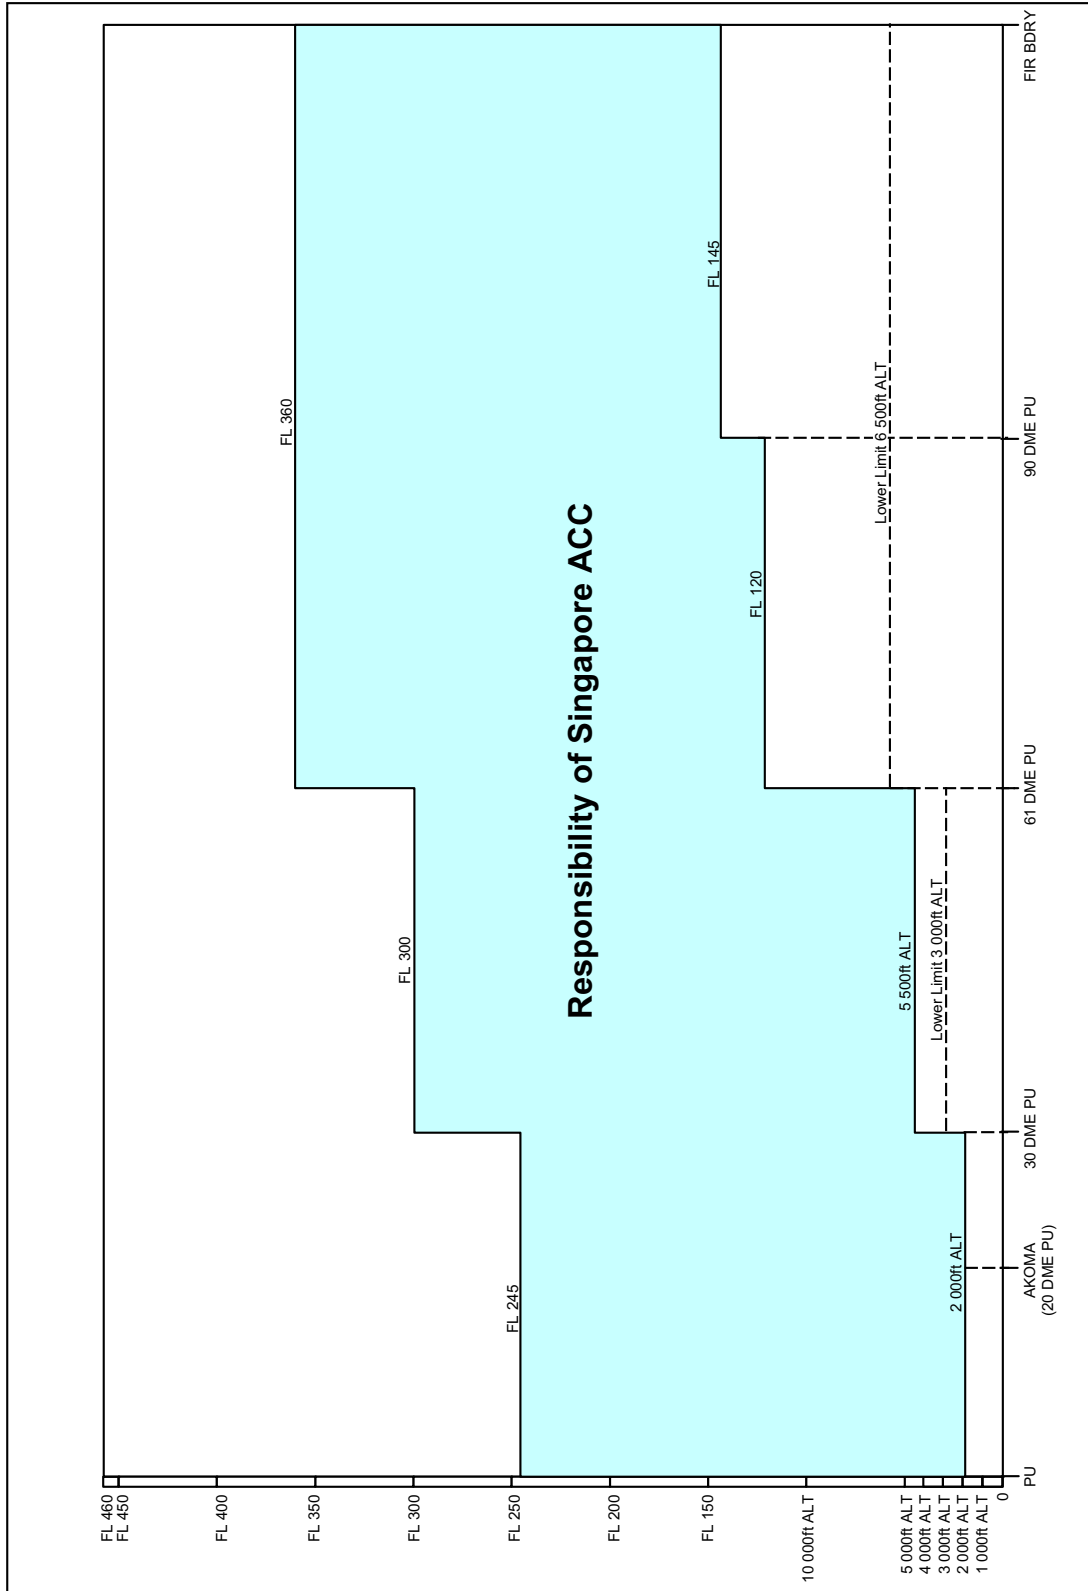 FL 460
FL 450
FL 400
FL 350
FL 300
FL 250
FL 200
FL 150
10 000ft ALT
5 000ft ALT
4 000ft ALT
3 000ft ALT
2 000ft ALT
1 000ft ALT
0
FL 360
FL 300
FL 245
Responsibility of Singapore ACC
FL 145
FL 120
Lower Limit 6 500ft ALT
5 500ft ALT
Lower Limit 3 000ft ALT
2 000ft ALT
PU
AKOMA
(20 DME PU)
30 DME PU
61 DME PU
90 DME PU
FIR BDRY